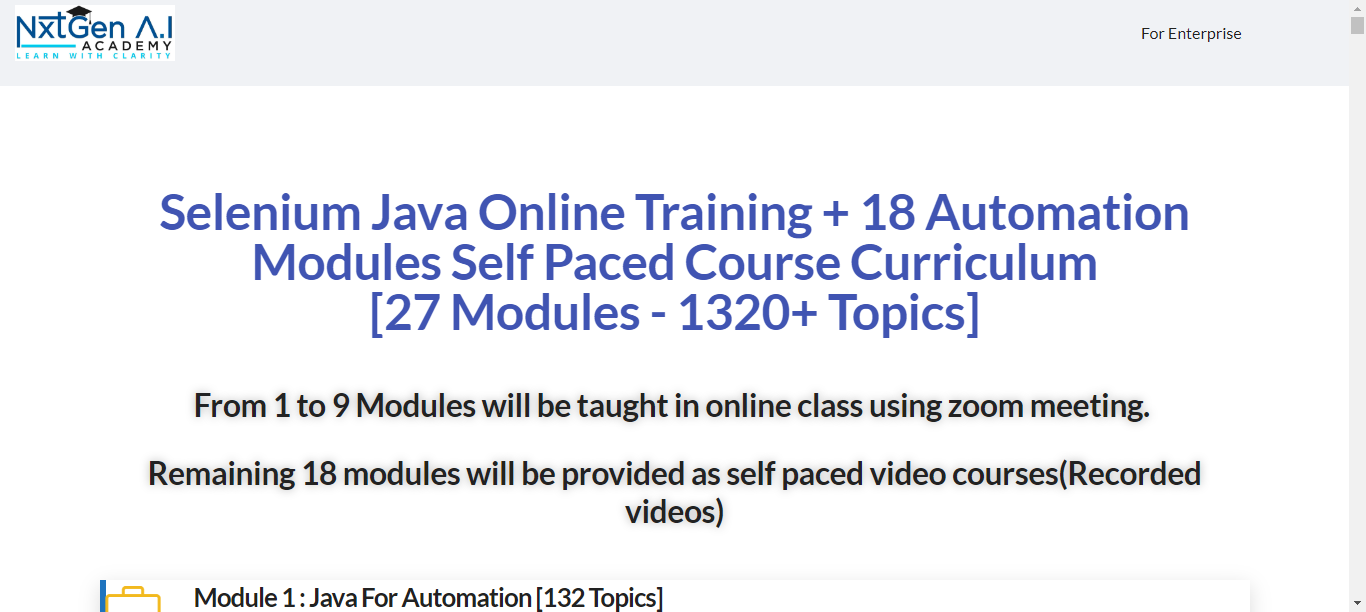 NxtGen A.I
ACADEMY
LEARN WITH CLARITY
For Enterprise
Selenium Java Online Training + 18 Automation
Modules Self Paced Course Curriculum
[27 Modules - 1320+ Topics]
From 1 to 9 Modules will be taught in online class using zoom meeting.
Remaining 18 modules will be provided as self paced video courses(Recorded
videos)
Module 1 : Java For Automation [132 Topics]